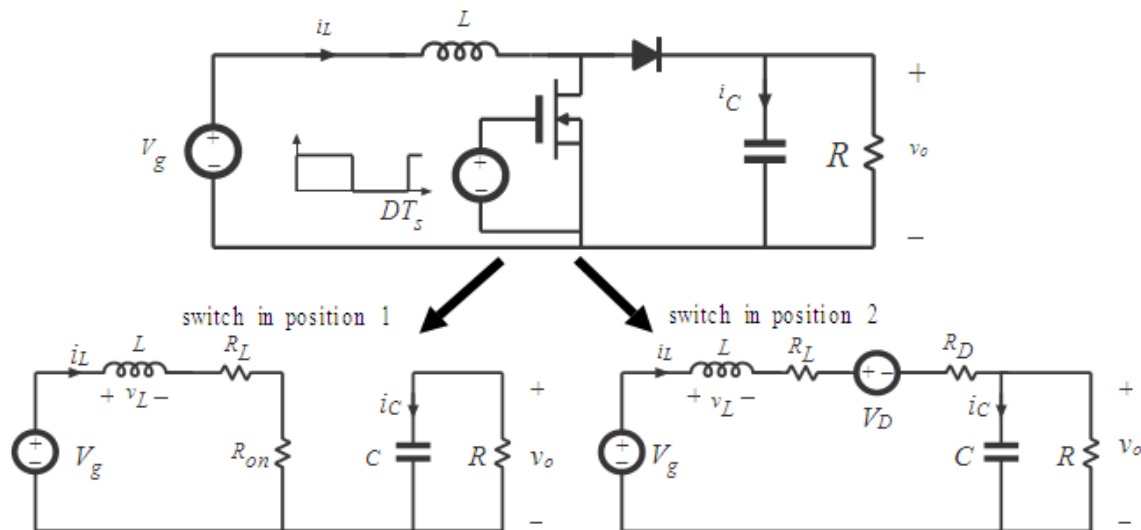 i_L
L
V_g
DT_s
i_C
R
+
v_o
−
switch in position 1
switch in position 2
i_L
L
R_L
+ v_L −
V_g
R_on
i_C
C
R
+
v_o
−
i_L
L
R_L
R_D
+ v_L −
V_D
V_g
i_C
C
R
+
v_o
−